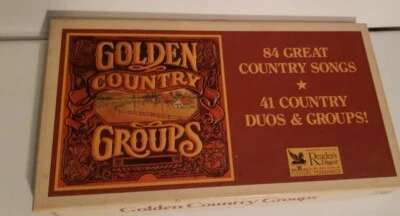 GOLDEN
COUNTRY
GROUPS
84 GREAT
COUNTRY SONGS
★
41 COUNTRY
DUOS & GROUPS!
Reader's
Digest
Golden Country Groups